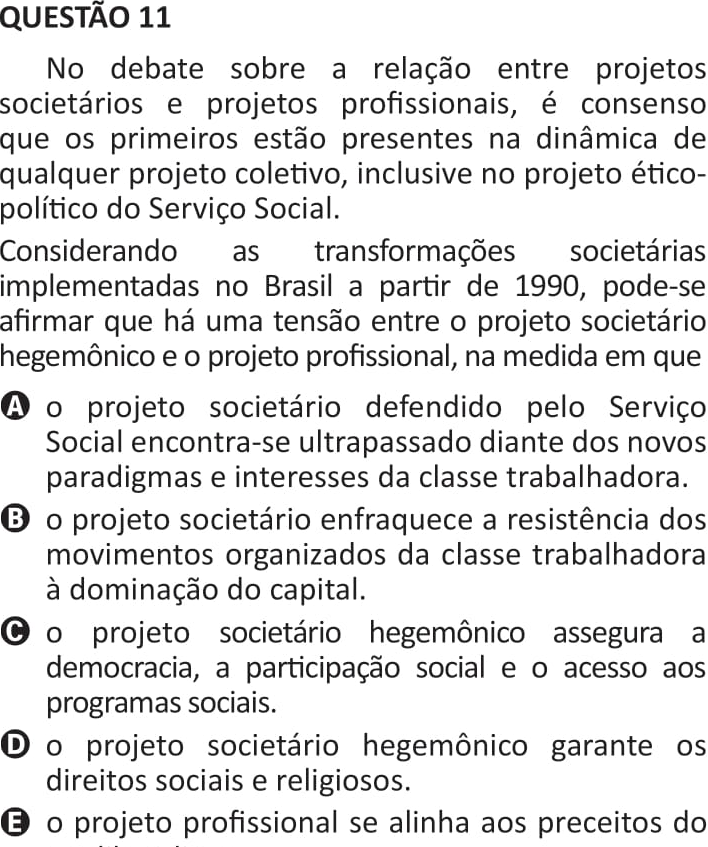 QUESTÃO 11
No debate sobre a relação entre projetos
societários e projetos profissionais, é consenso
que os primeiros estão presentes na dinâmica de
qualquer projeto coletivo, inclusive no projeto ético-
político do Serviço Social.
Considerando as transformações societárias
implementadas no Brasil a partir de 1990, pode-se
afirmar que há uma tensão entre o projeto societário
hegemônico e o projeto profissional, na medida em que
A o projeto societário defendido pelo Serviço
Social encontra-se ultrapassado diante dos novos
paradigmas e interesses da classe trabalhadora.
B o projeto societário enfraquece a resistência dos
movimentos organizados da classe trabalhadora
à dominação do capital.
C o projeto societário hegemônico assegura a
democracia, a participação social e o acesso aos
programas sociais.
D o projeto societário hegemônico garante os
direitos sociais e religiosos.
E o projeto profissional se alinha aos preceitos do